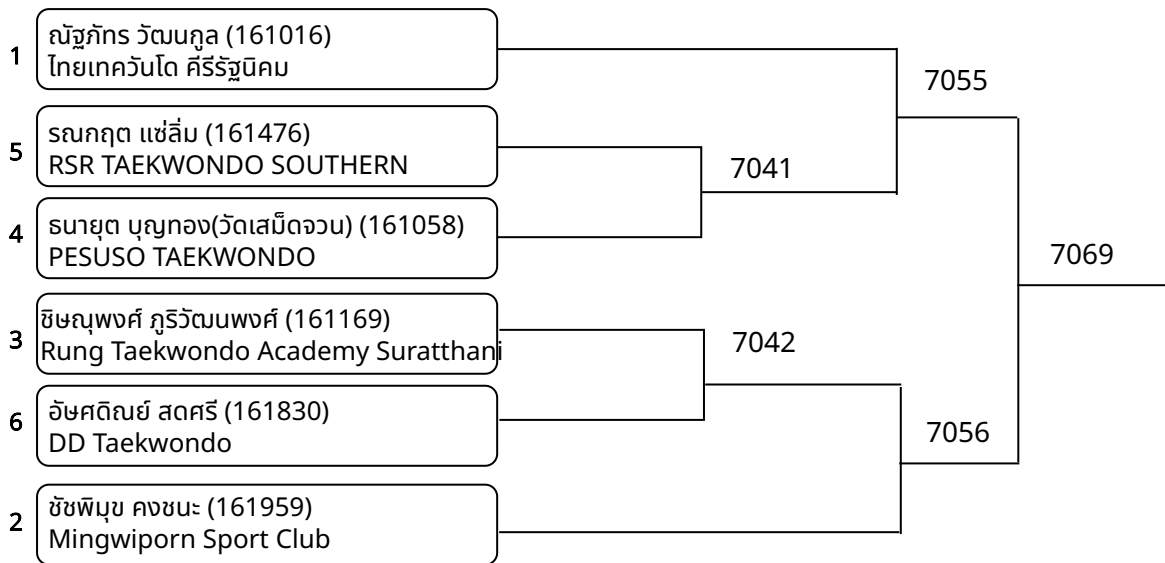 1
ณัฐภัทร วัฒนกูล (161016)
ไทยเทควันโด คีรีรัฐนิคม
7055
5
รณกฤต แซ่ลิ่ม (161476)
RSR TAEKWONDO SOUTHERN
7041
4
ธนายุต บุญทอง(วัดเสม็ดจวน) (161058)
PESUSO TAEKWONDO
7069
3
ชิษณุพงศ์ ภูริวัฒนพงศ์ (161169)
Rung Taekwondo Academy Suratthani
7042
6
อัษศดิณย์ สดศรี (161830)
DD Taekwondo
7056
2
ชัชพิมุข คงชนะ (161959)
Mingwiporn Sport Club